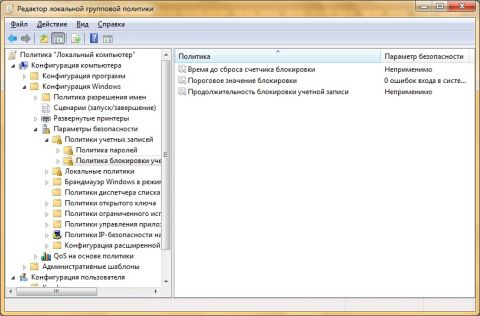 Редактор локальной групповой политики
Файл Действие Вид Справка
Политика "Локальный компьютер"
Конфигурация компьютера
Конфигурация программ
Конфигурация Windows
Политика разрешения имен
Сценарии (запуск/завершение)
Развернутые принтеры
Параметры безопасности
Политики учетных записей
Политика паролей
Политика блокировки уче
Локальные политики
Брандмауэр Windows в режим
Политики диспетчера списка
Политики открытого ключа
Политики ограниченного исп
Политики управления прило
Политики IP-безопасности на
Конфигурация расширенной
QoS на основе политики
Административные шаблоны
Конфигурация пользователя
Политика Параметр безопасности
Время до сброса счетчика блокировки Неприменимо
Пороговое значение блокировки 0 ошибок входа в систе...
Продолжительность блокировки учетной записи Неприменимо